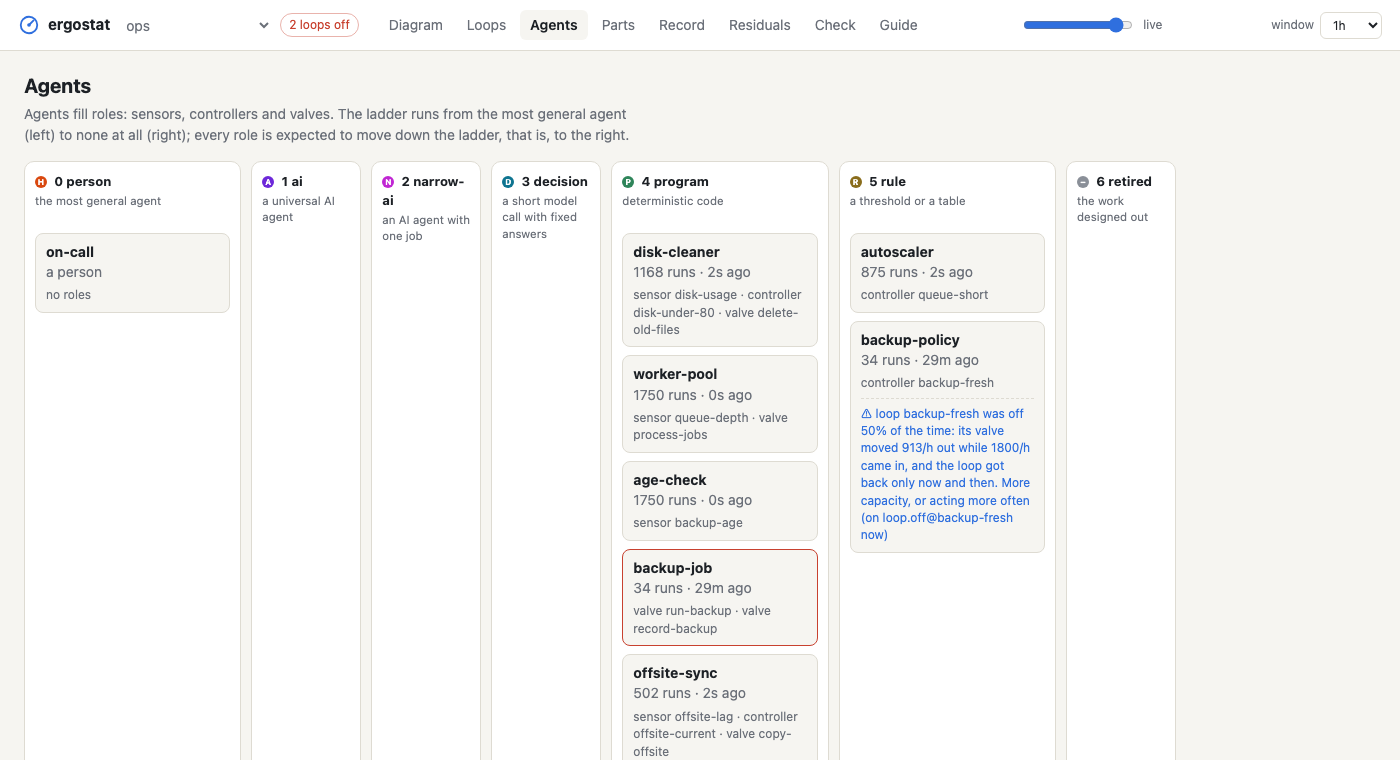 ergostat
ops
2 loops off
Diagram
Loops
Agents
Parts
Record
Residuals
Check
Guide
live
window
1h
Agents
Agents fill roles: sensors, controllers and valves. The ladder runs from the most general agent
(left) to none at all (right); every role is expected to move down the ladder, that is, to the right.
H 0 person
the most general agent
on-call
a person
no roles
A 1 ai
a universal AI
agent
N 2 narrow-
ai
an AI agent with
one job
D 3 decision
a short model
call with fixed
answers
P 4 program
deterministic code
disk-cleaner
1168 runs · 2s ago
sensor disk-usage · controller
disk-under-80 · valve delete-
old-files
worker-pool
1750 runs · 0s ago
sensor queue-depth · valve
process-jobs
age-check
1750 runs · 0s ago
sensor backup-age
backup-job
34 runs · 29m ago
valve run-backup · valve
record-backup
offsite-sync
502 runs · 2s ago
sensor offsite-lag · controller
offsite-current · valve copy-
offsite
R 5 rule
a threshold or a table
autoscaler
875 runs · 2s ago
controller queue-short
backup-policy
34 runs · 29m ago
controller backup-fresh
⚠ loop backup-fresh was off
50% of the time: its valve
moved 913/h out while 1800/h
came in, and the loop got
back only now and then. More
capacity, or acting more often
(on loop.off@backup-fresh
now)
– 6 retired
the work
designed out